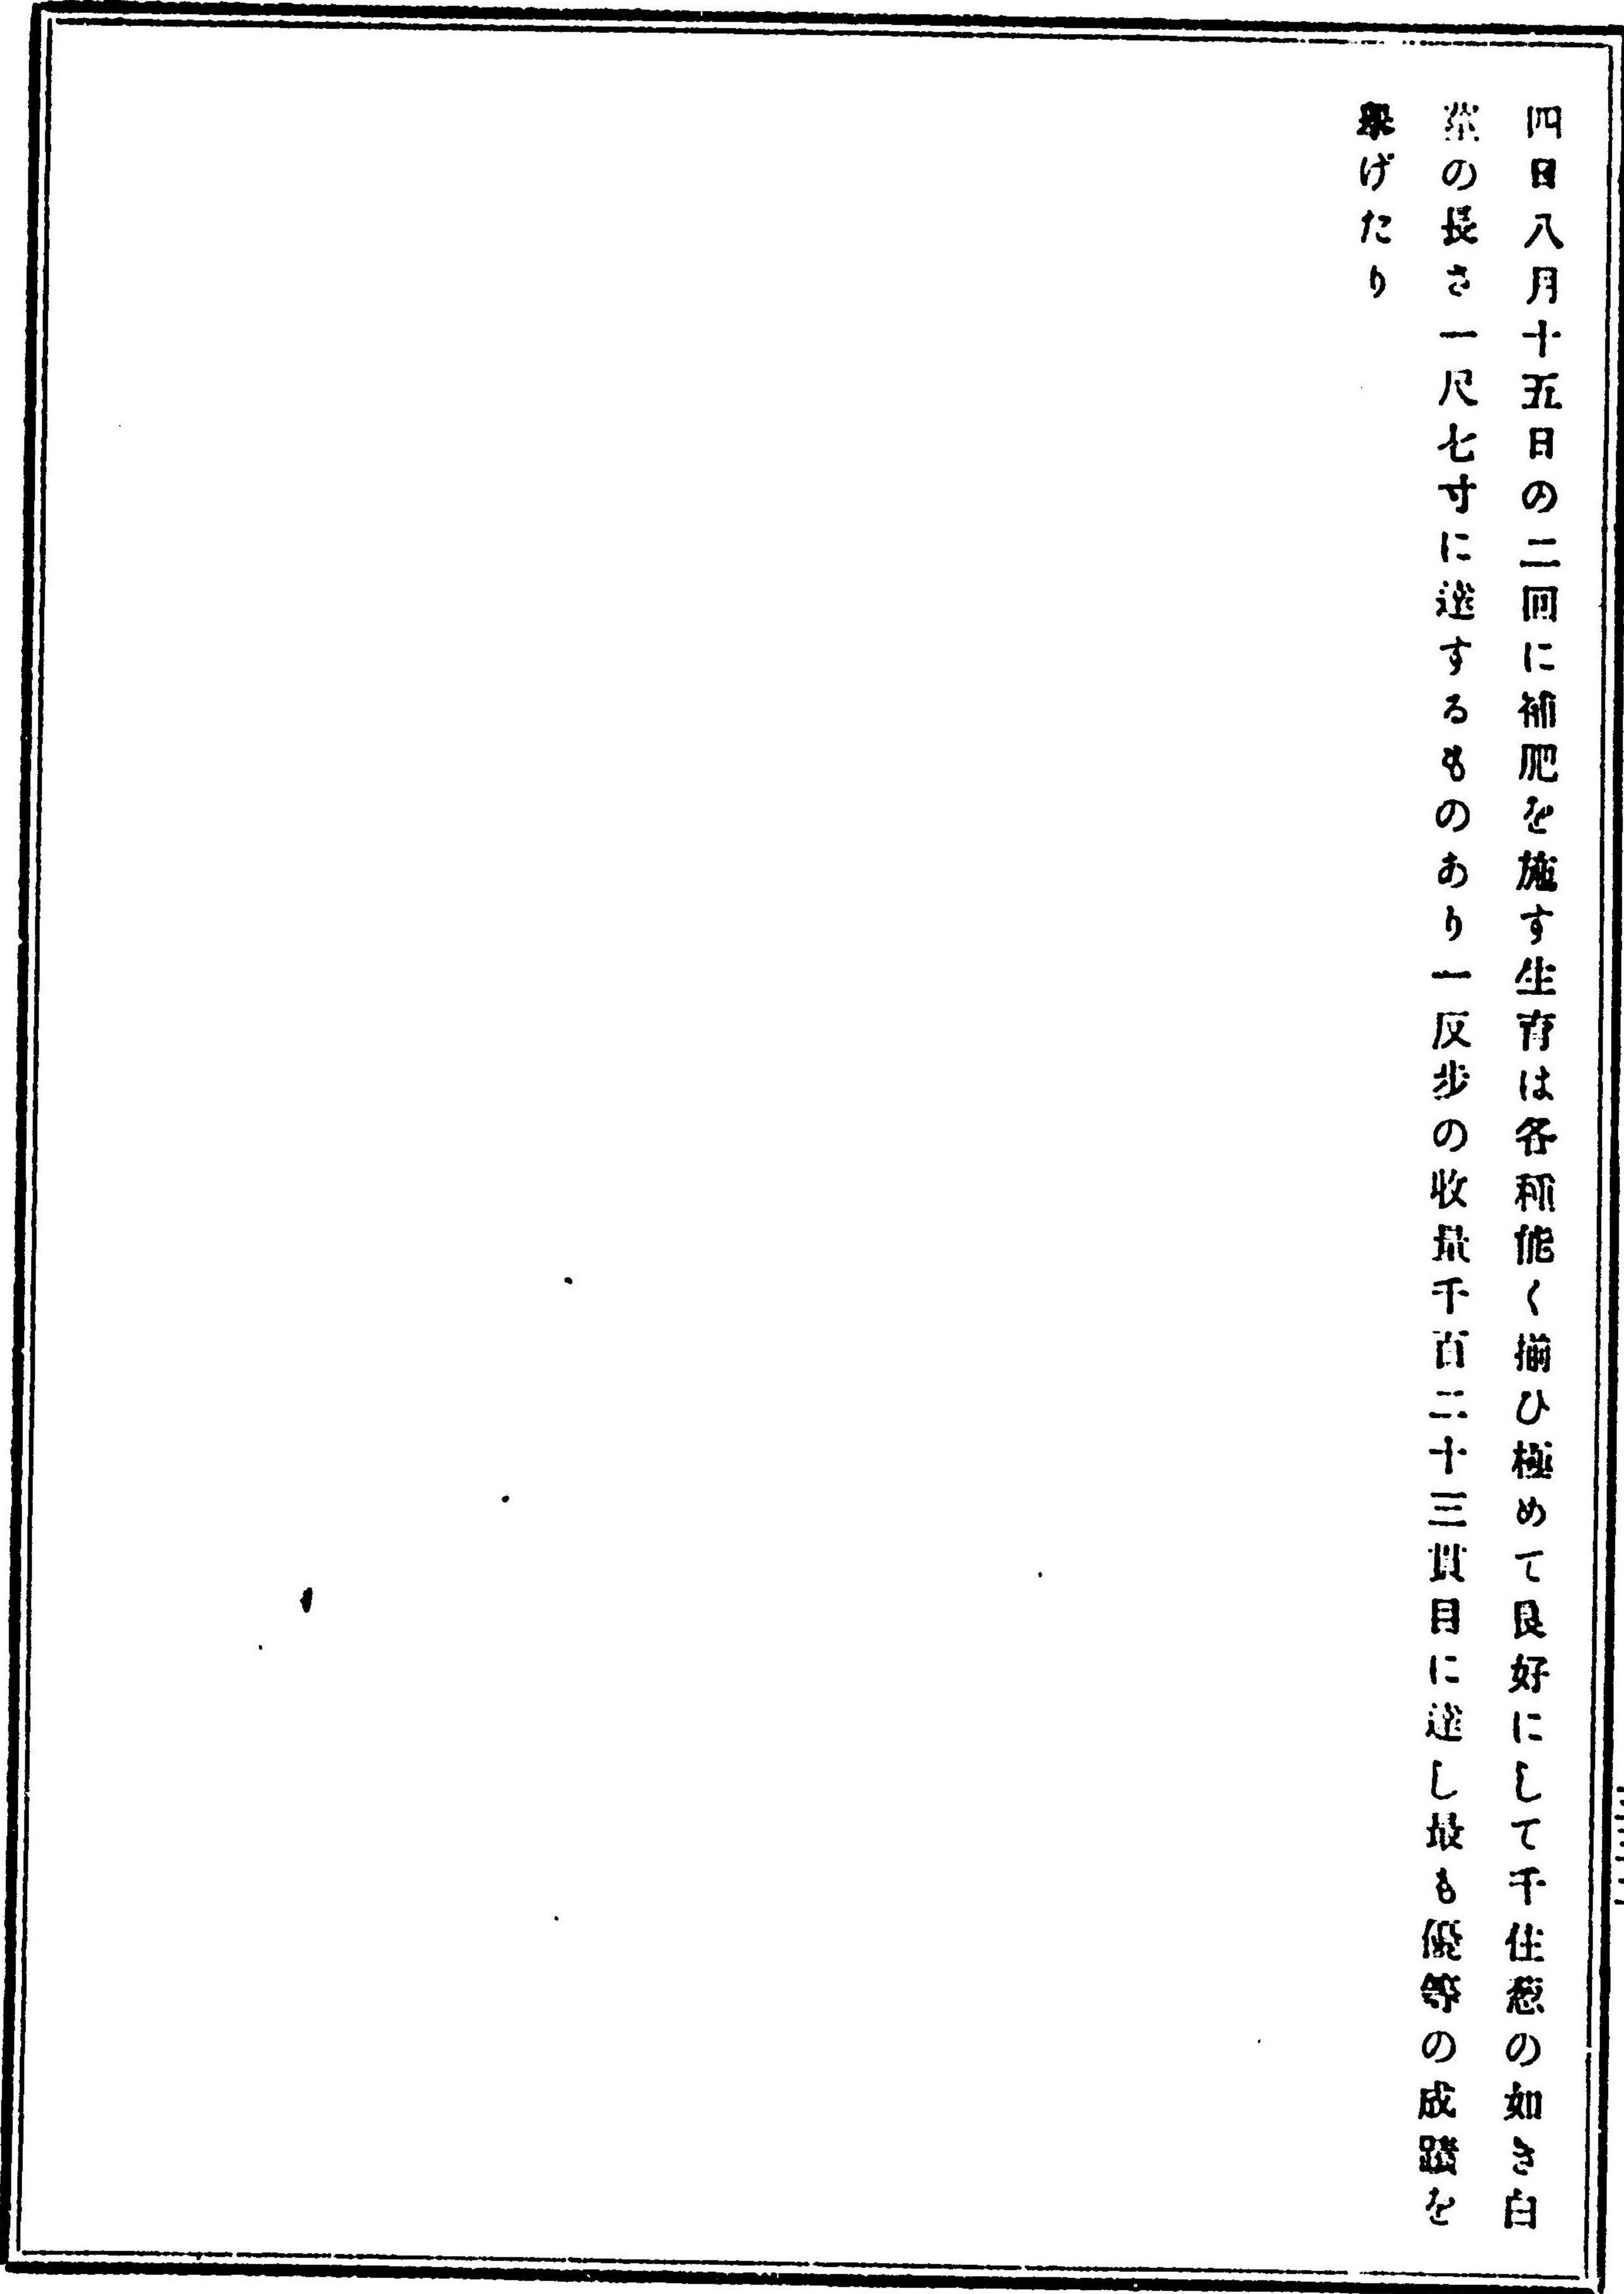 四日八月十五日の二回に補肥を施す生育は各種能く揃ひ極めて良好にして千住葱の如き白
莖の長さ一尺七寸に達するものあり一反步の收量千百二十三貫目に達し最も優等の成蹟を
擧げたり